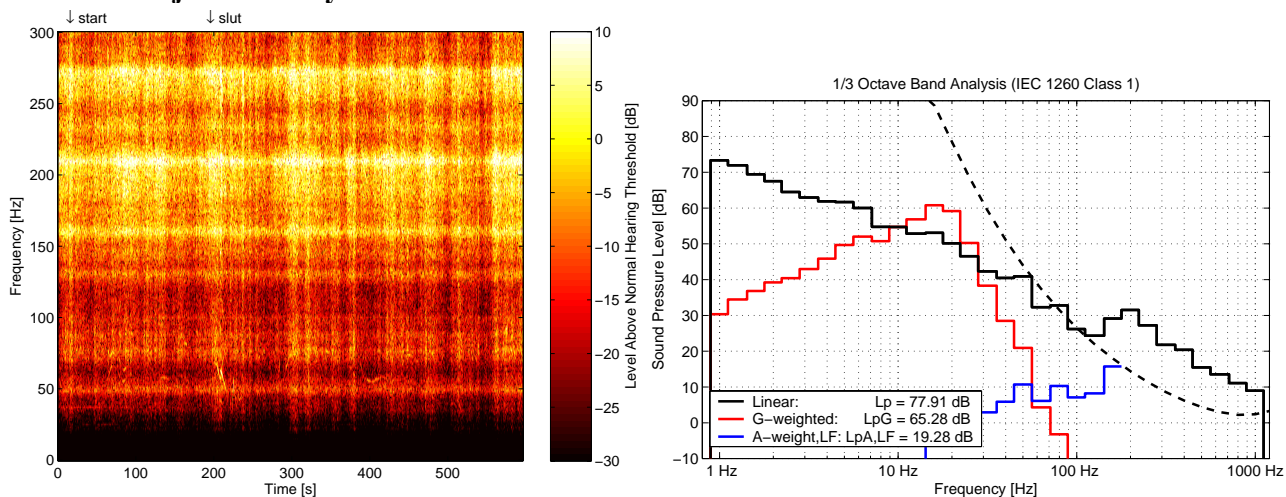 ↓ start
↓ slut
300
250
200
150
100
50
0
Frequency [Hz]
0
100
200
300
400
500
Time [s]
10
5
0
−5
−10
−15
−20
−25
−30
Level Above Normal Hearing Threshold [dB]
1/3 Octave Band Analysis (IEC 1260 Class 1)
90
80
70
60
50
40
30
20
10
0
−10
Sound Pressure Level [dB]
Linear: Lp = 77.91 dB
G-weighted: LpG = 65.28 dB
A-weight,LF: LpA,LF = 19.28 dB
1 Hz
10 Hz
100 Hz
1000 Hz
Frequency [Hz]